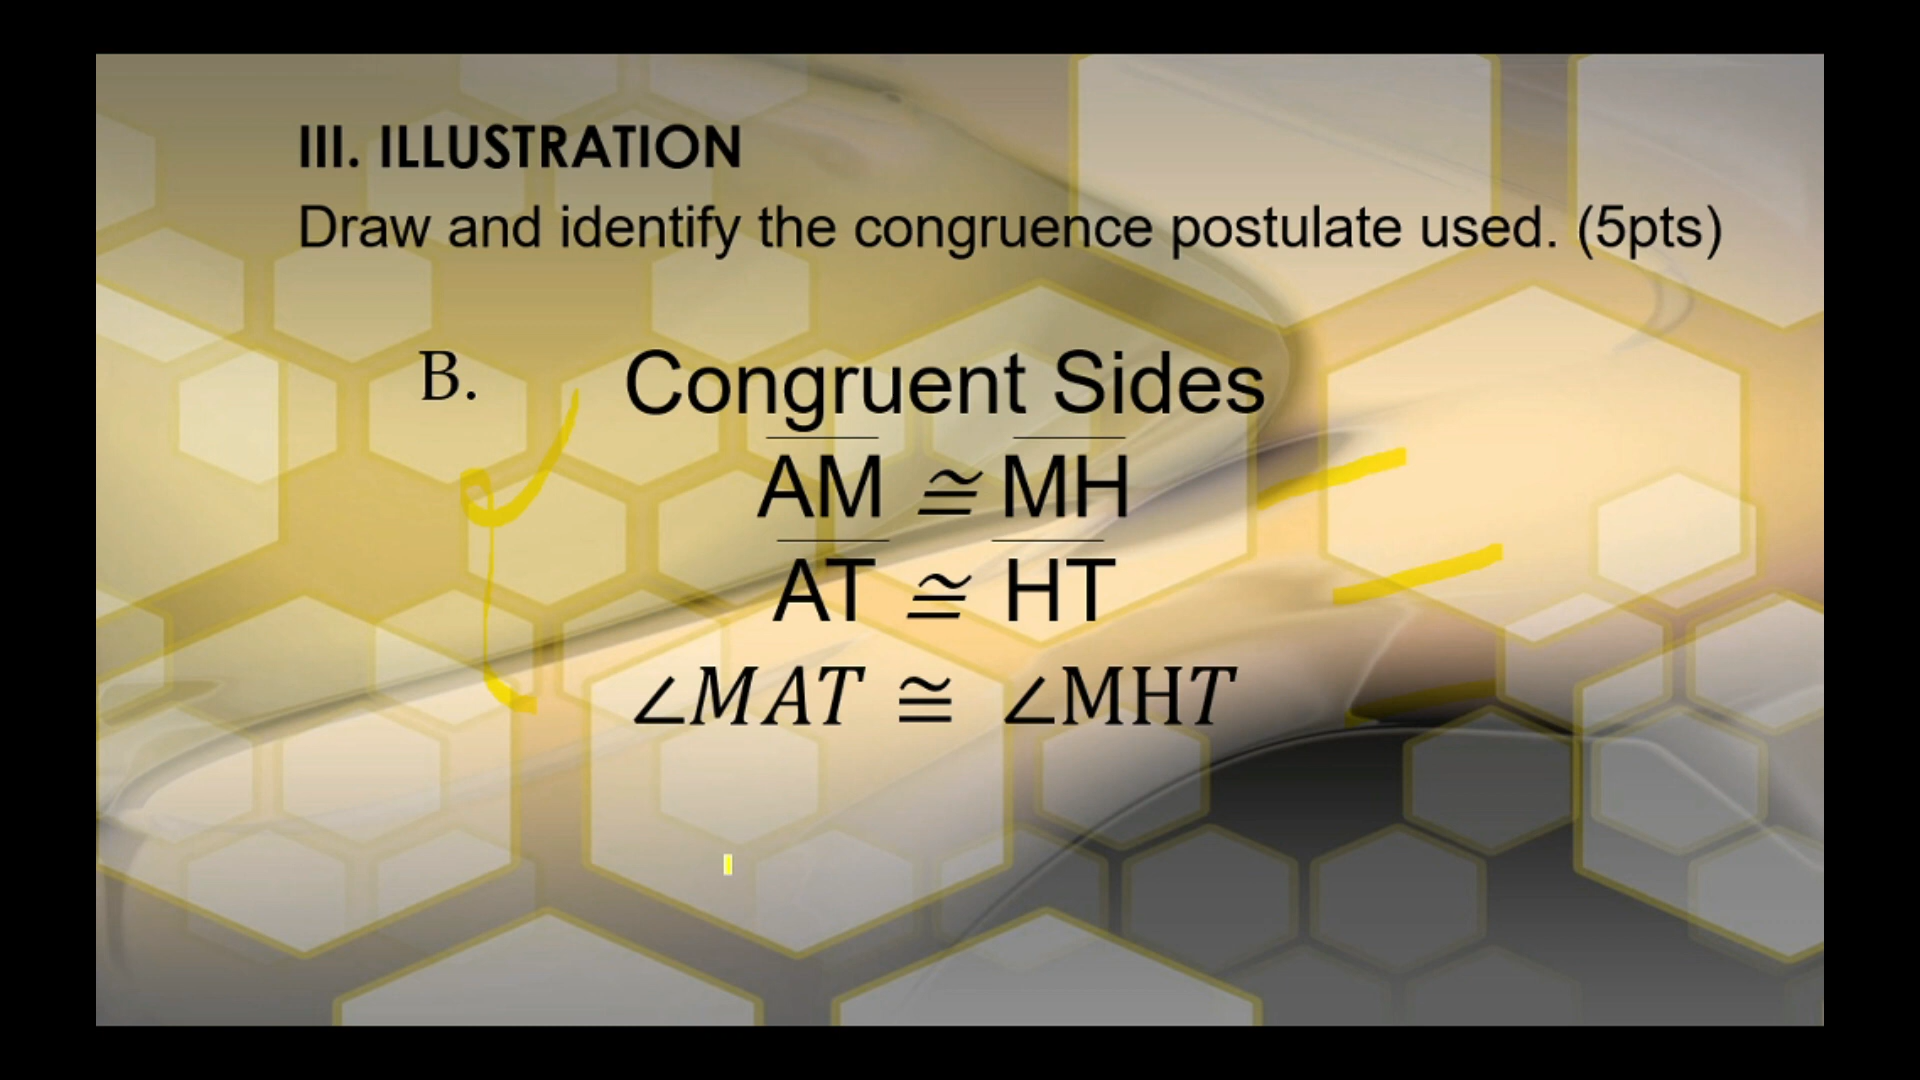 III. ILLUSTRATION
Draw and identify the congruence postulate used. (5pts)
B. Congruent Sides
AM ≅ MH
AT ≅ HT
∠MAT ≅ ∠MHT